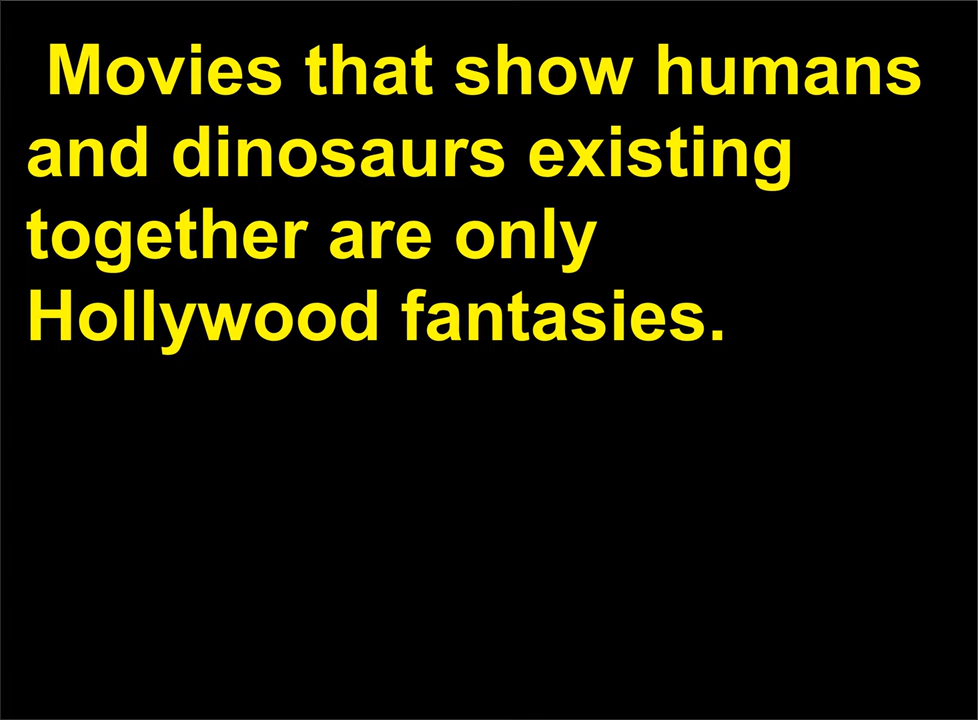 Movies that show humans
and dinosaurs existing
together are only
Hollywood fantasies.